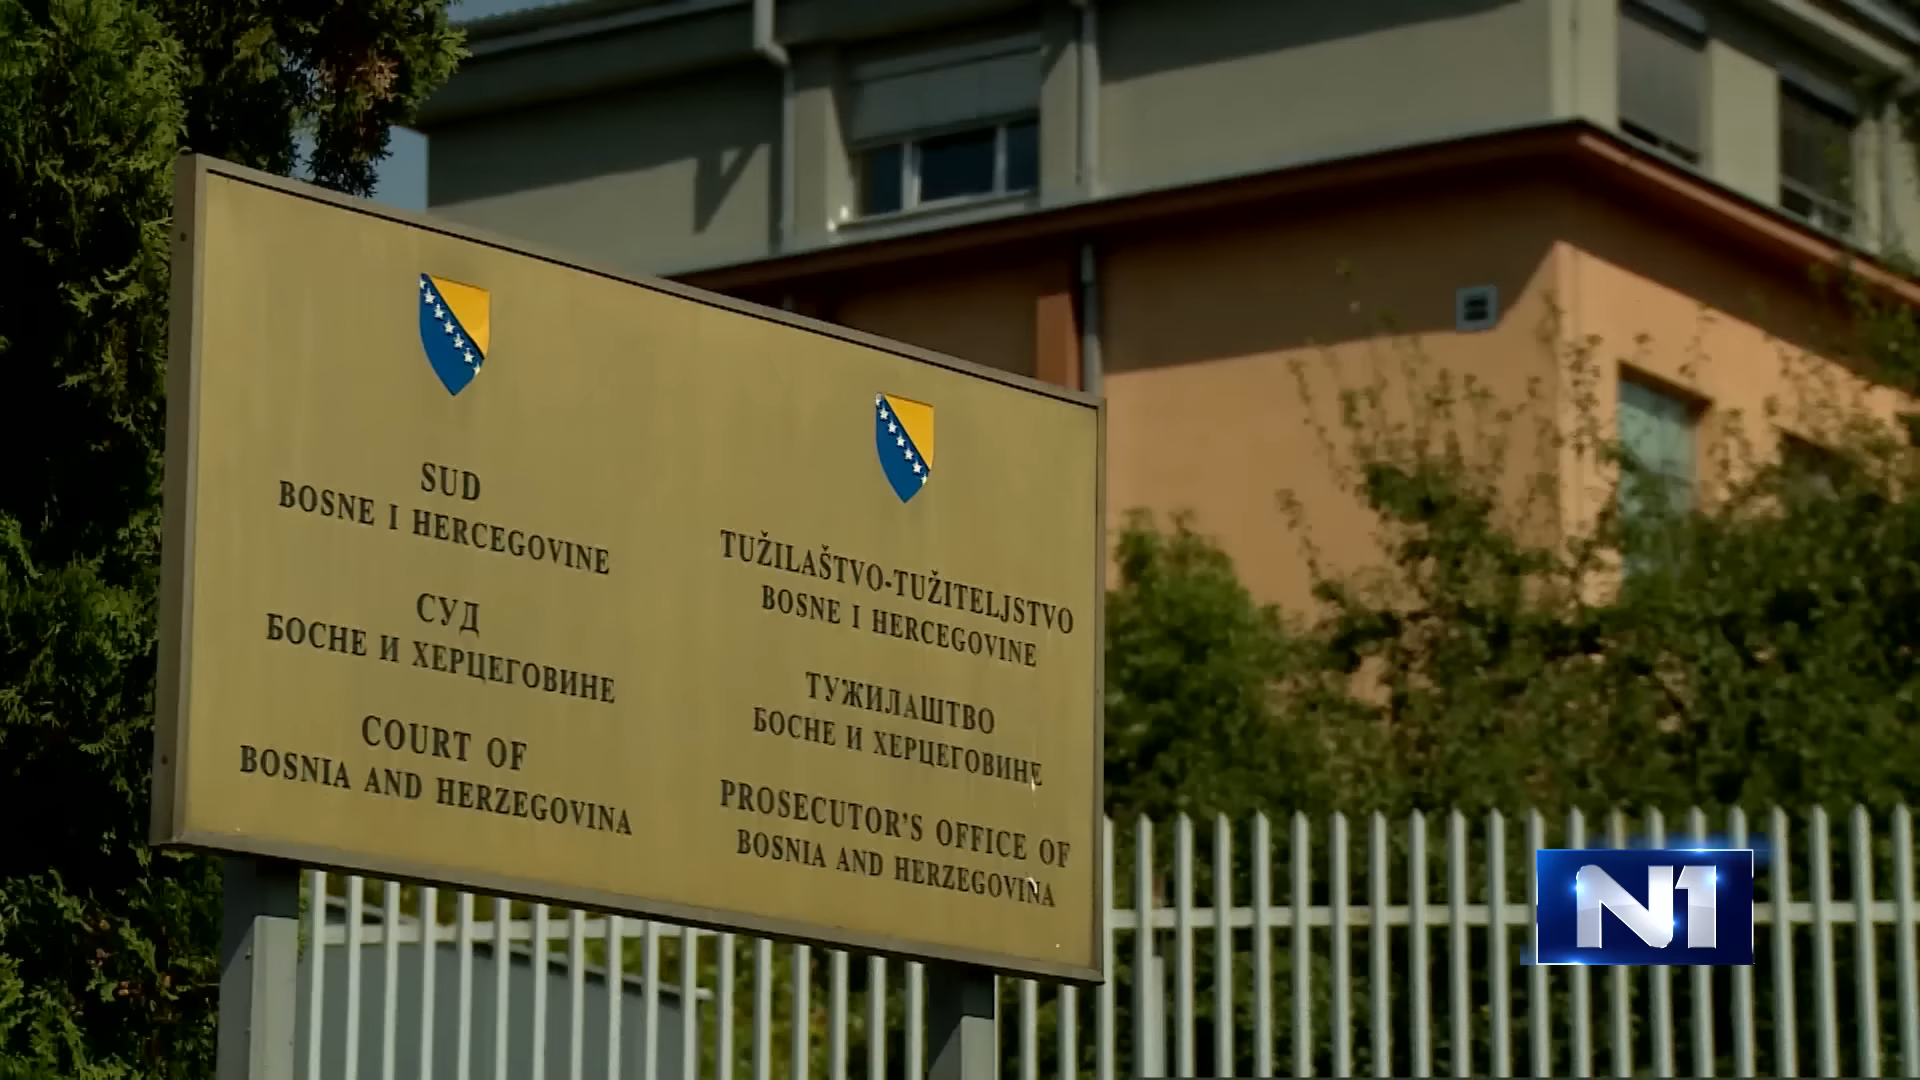 SUD
BOSNE I HERCEGOVINE
СУД
БОСНЕ И ХЕРЦЕГОВИНЕ
COURT OF
BOSNIA AND HERZEGOVINA
TUŽILAŠTVO-TUŽITELJSTVO
BOSNE I HERCEGOVINE
ТУЖИЛАШТВО
БОСНЕ И ХЕРЦЕГОВИНЕ
PROSECUTOR'S OFFICE OF
BOSNIA AND HERZEGOVINA
N1